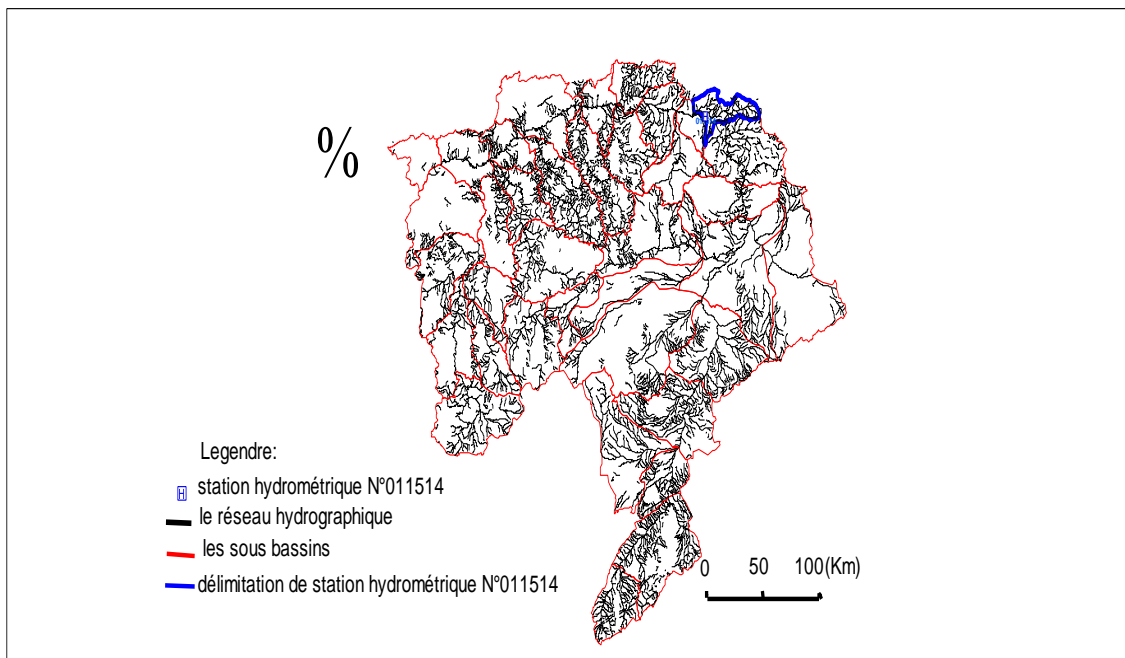 %
Legendre:
H station hydrométrique N°011514
le réseau hydrographique
les sous bassins
délimitation de station hydrométrique N°011514
0 50 100(Km)